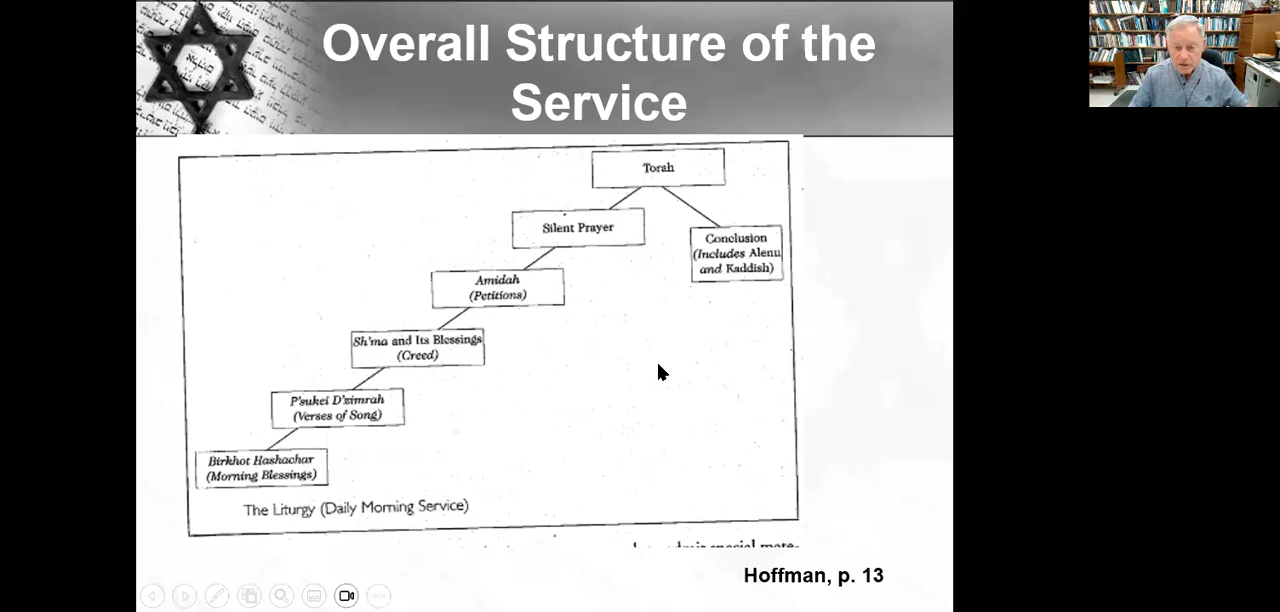 Overall Structure of the
Service
Torah
Silent Prayer
Conclusion
(Includes Alenu
and Kaddish)
Amidah
(Petitions)
Sh'ma and Its Blessings
(Creed)
P'sukei D'zimrah
(Verses of Song)
Birkhot Hashachar
(Morning Blessings)
The Liturgy (Daily Morning Service)
Hoffman, p. 13